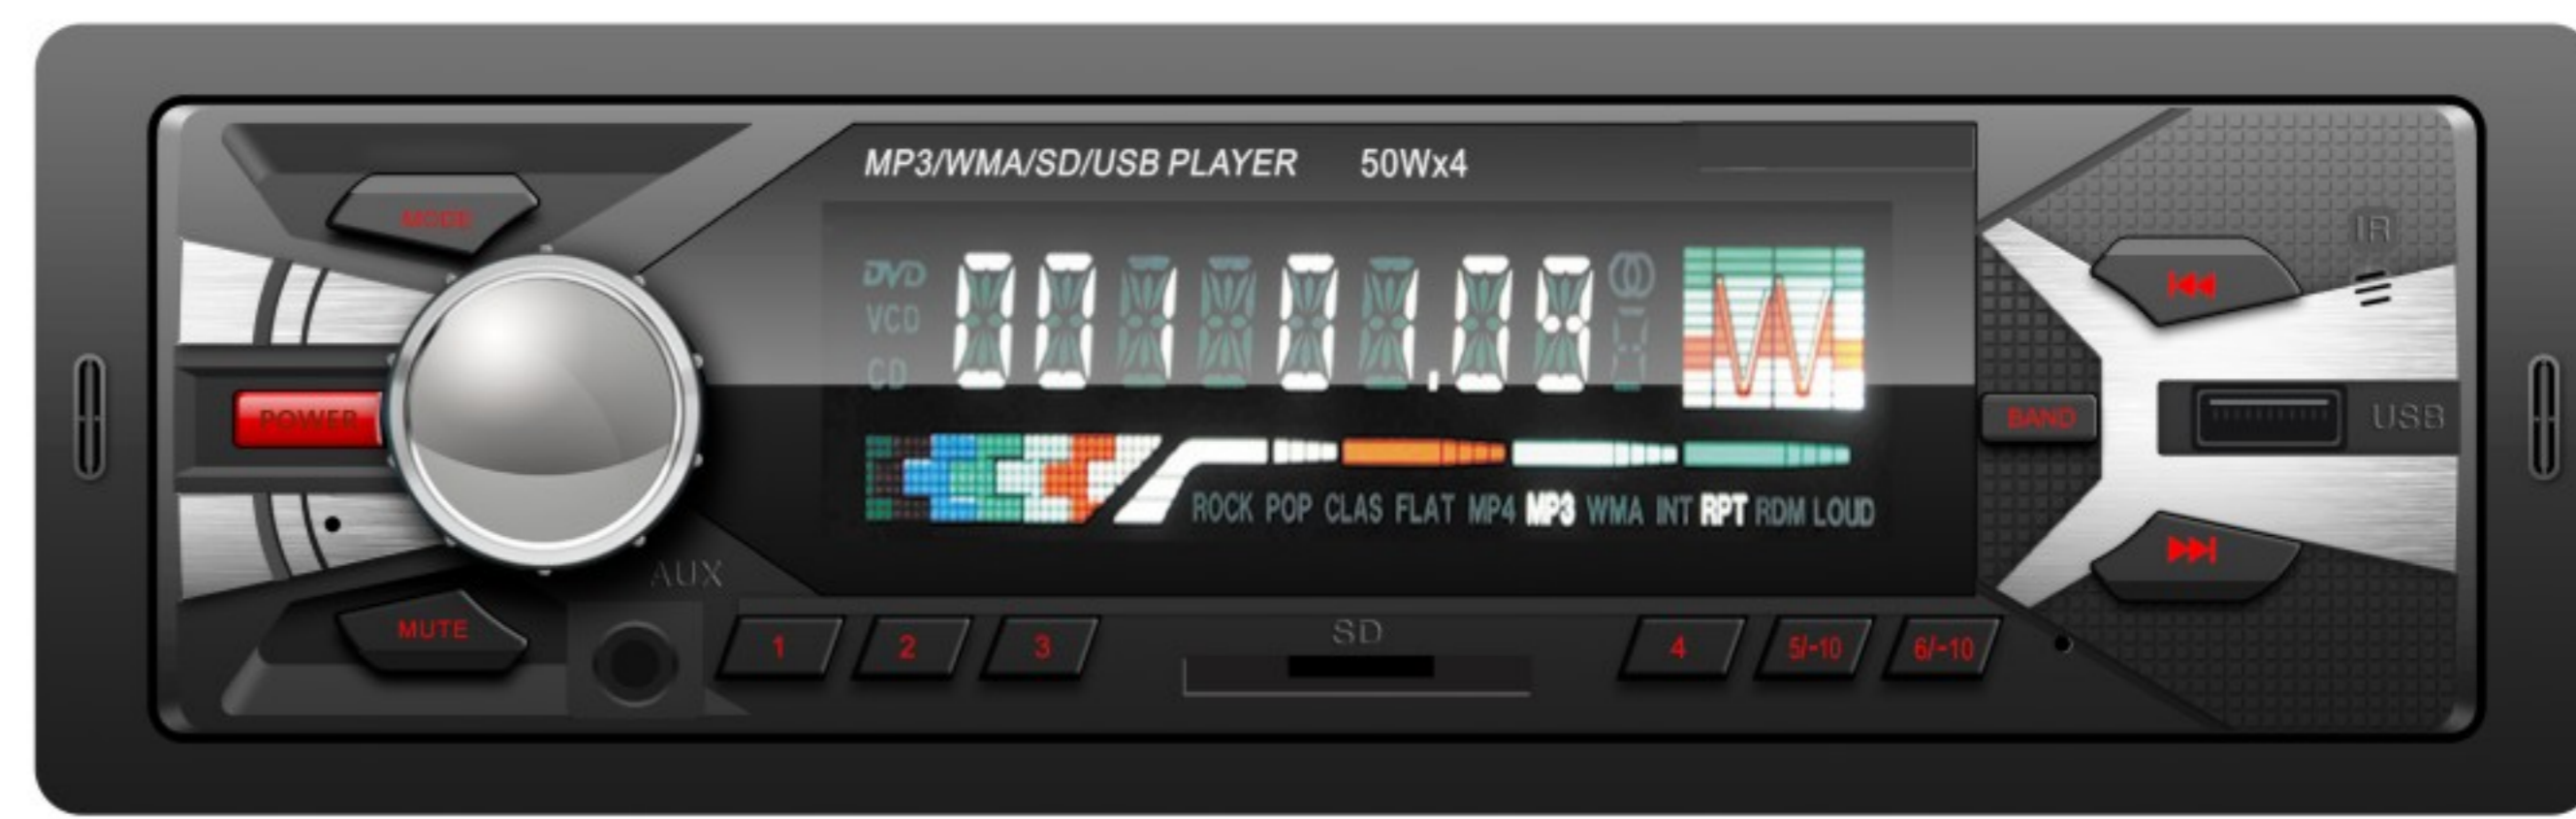 MP3/WMA/SD/USB PLAYER 50Wx4
MODE
DVD
VCD
CD
POWER
ROCK POP CLAS FLAT MP4 MP3 WMA INT RPT RDM LOUD
IR
BAND
USB
AUX
MUTE
1 2 3
SD
4 5/-10 6/-10